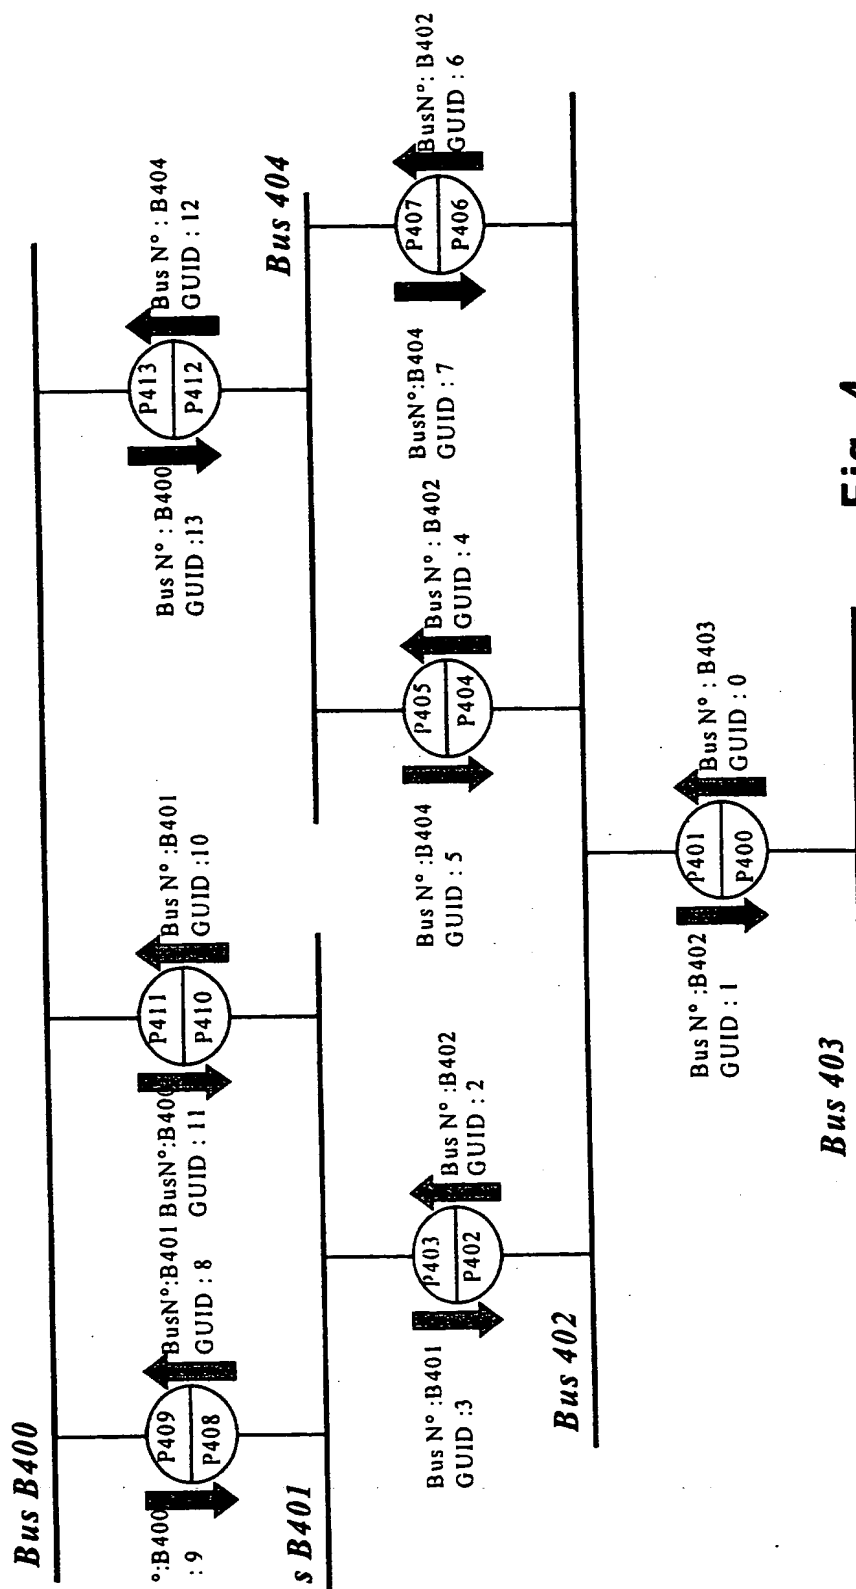 Bus B400
°:B400
: 9
P409
P408
BusN°:B401
GUID : 8
BusN°:B400
GUID : 11
P411
P410
Bus N° :B401
GUID :10
Bus N° : B400
GUID :13
P413
P412
Bus N° : B404
GUID : 12
s B401
Bus 404
Bus N° :B401
GUID :3
P403
P402
Bus N° :B402
GUID : 2
Bus N° :B404
GUID : 5
P405
P404
Bus N° : B402
GUID : 4
BusN°:B404
GUID : 7
P407
P406
BusN°: B402
GUID : 6
Bus 402
Bus N° :B402
GUID : 1
P401
P400
Bus N° : B403
GUID : 0
Bus 403
Fig. 4